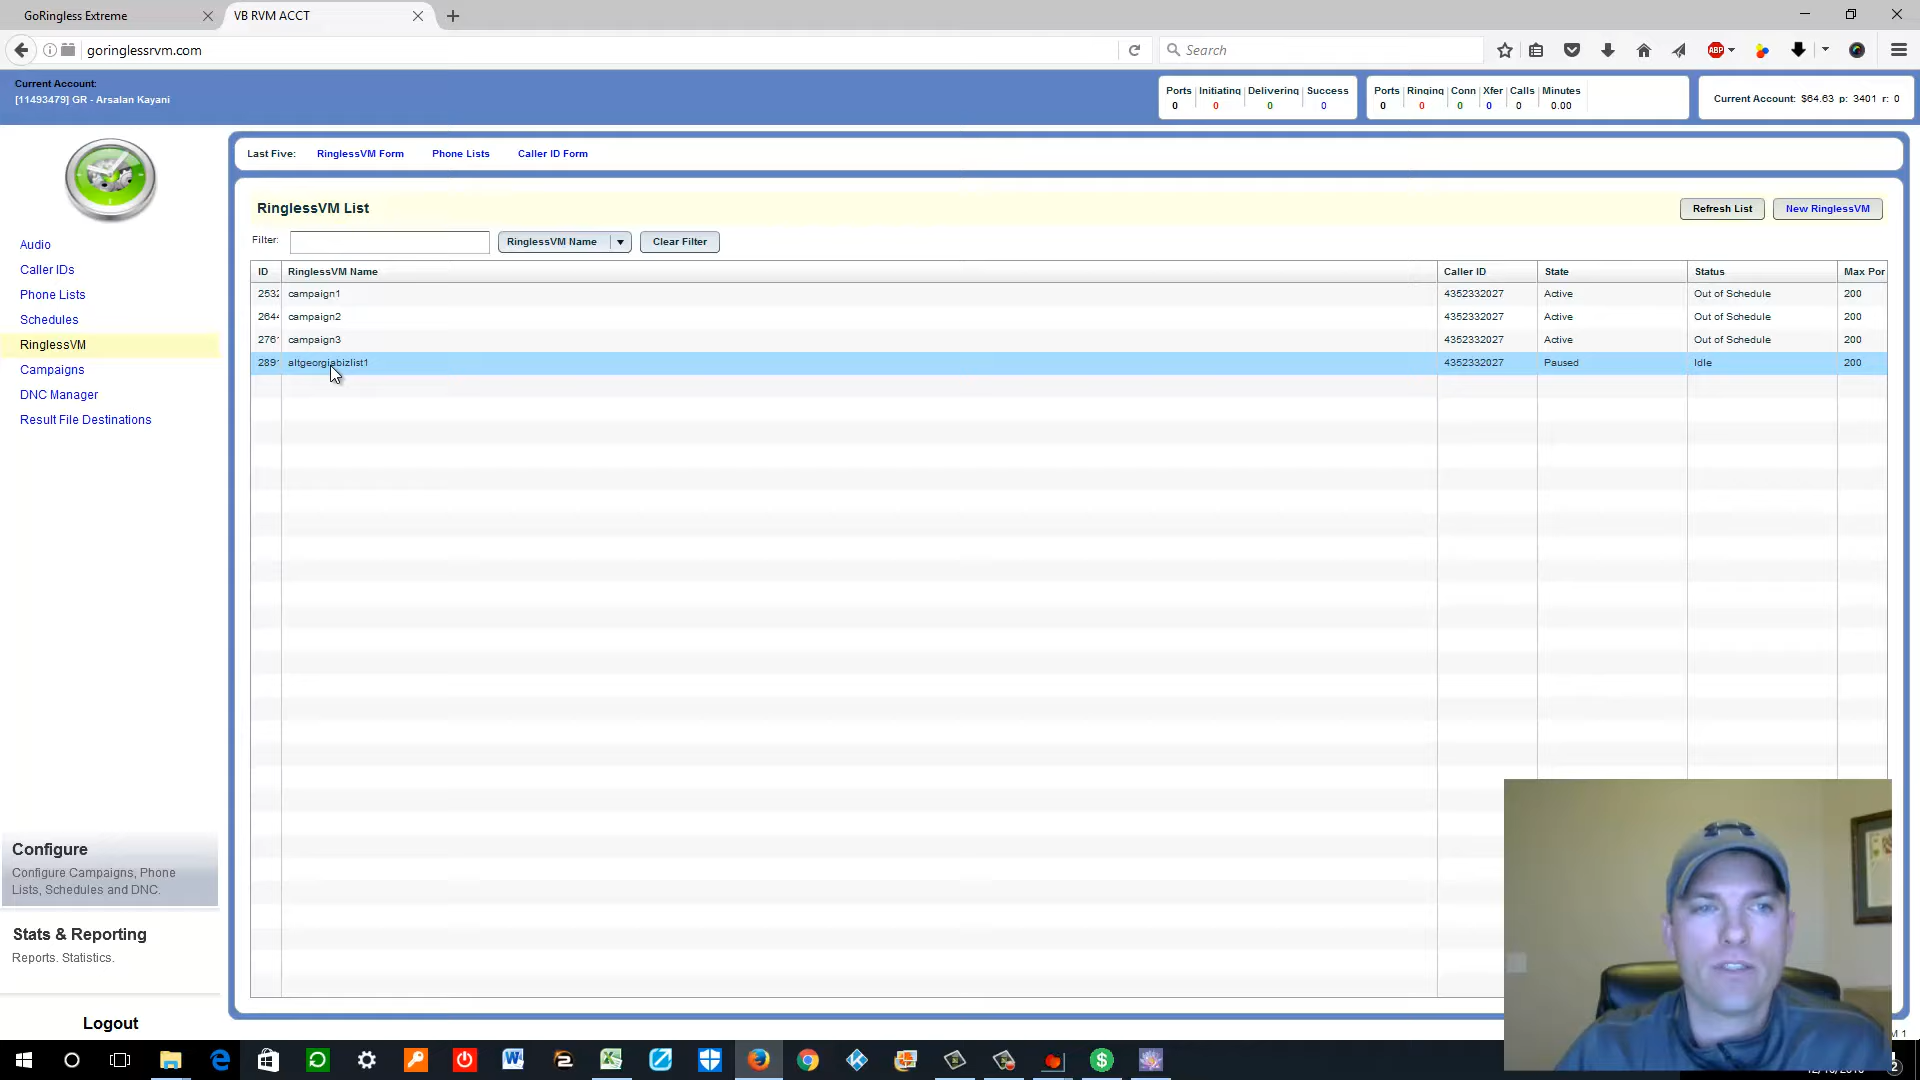 GoRingless Extreme
VB RVM ACCT
goringlessrvm.com
Search
ABP
Current Account:
[11493479] GR - Arsalan Kayani
Ports Initiating Delivering Success
0 0 0 0
Ports Ringing Conn Xfer Calls Minutes
0 0 0 0 0 0.00
Current Account: $64.63 p: 3401 r: 0
Last Five: RinglessVM Form Phone Lists Caller ID Form
RinglessVM List
Refresh List
New RinglessVM
Filter:
RinglessVM Name
Clear Filter
ID RinglessVM Name Caller ID State Status Max Por
campaign1 4352332027 Active Out of Schedule 200
campaign2 4352332027 Active Out of Schedule 200
campaign3 4352332027 Active Out of Schedule 200
altgeorgiabizlist1 4352332027 Paused Idle 200
Audio
Caller IDs
Phone Lists
Schedules
RinglessVM
Campaigns
DNC Manager
Result File Destinations
Configure
Configure Campaigns, Phone
Lists, Schedules and DNC.
Stats & Reporting
Reports. Statistics.
Logout